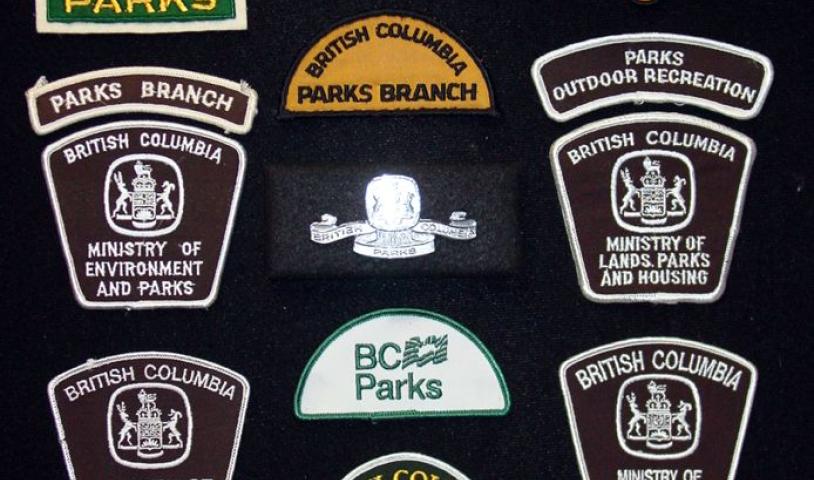 PARKS
BRITISH COLUMBIA
PARKS BRANCH
PARKS BRANCH
BRITISH COLUMBIA
MINISTRY OF
ENVIRONMENT
AND PARKS
PARKS
OUTDOOR RECREATION
BRITISH COLUMBIA
MINISTRY OF
LANDS, PARKS
AND HOUSING
BRITISH COLUMBIA
PARKS
BC
Parks
BRITISH COLUMBIA
BRITISH COLUMBIA
MINISTRY OF